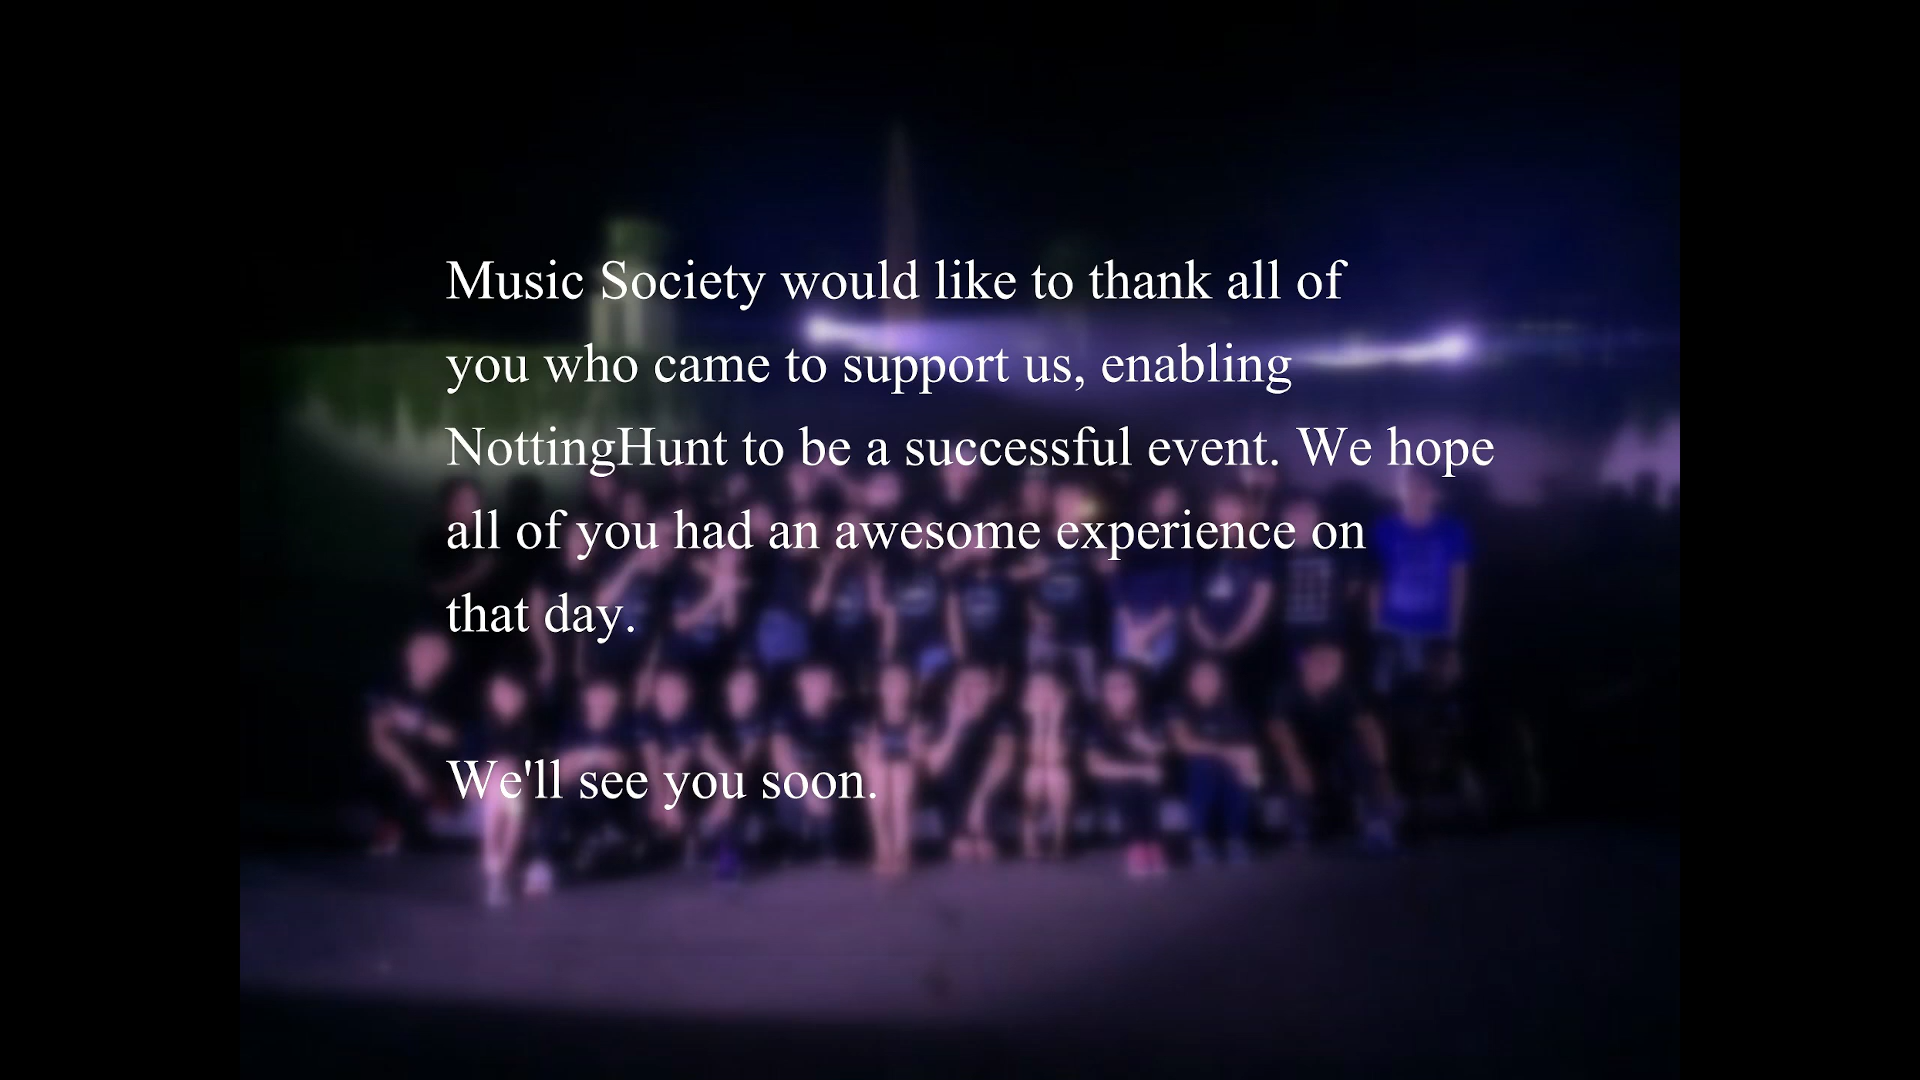 Music Society would like to thank all of
you who came to support us, enabling
NottingHunt to be a successful event. We hope
all of you had an awesome experience on
that day.
We'll see you soon.